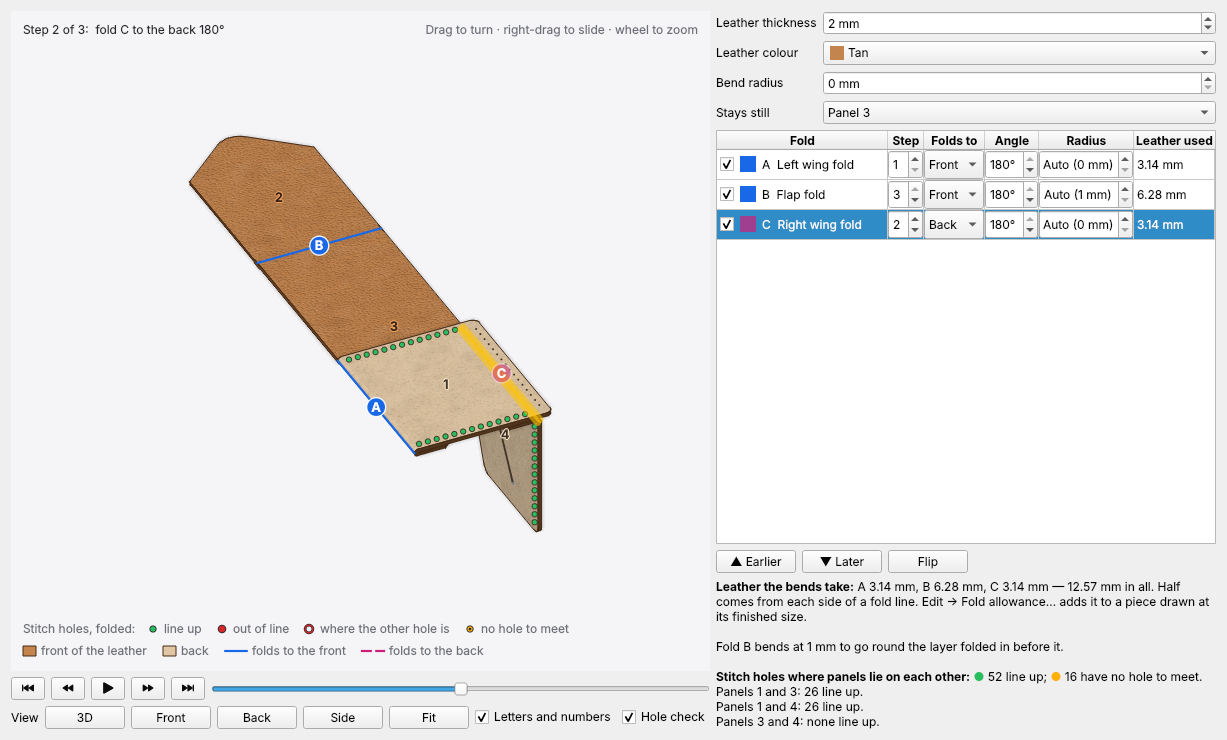 Step 2 of 3:  fold C to the back 180°
Drag to turn · right-drag to slide · wheel to zoom
2
B
3
1
C
A
4
Stitch holes, folded:
line up
out of line
where the other hole is
no hole to meet
front of the leather
back
folds to the front
folds to the back
View
3D
Front
Back
Side
Fit
Letters and numbers
Hole check
Leather thickness
2 mm
Leather colour
Tan
Bend radius
0 mm
Stays still
Panel 3
Fold Step Folds to Angle Radius Leather used
A Left wing fold 1 Front 180° Auto (0 mm) 3.14 mm
B Flap fold 3 Front 180° Auto (1 mm) 6.28 mm
C Right wing fold 2 Back 180° Auto (0 mm) 3.14 mm
▲ Earlier
▼ Later
Flip
Leather the bends take: A 3.14 mm, B 6.28 mm, C 3.14 mm — 12.57 mm in all. Half
comes from each side of a fold line. Edit → Fold allowance... adds it to a piece drawn at
its finished size.
Fold B bends at 1 mm to go round the layer folded in before it.
Stitch holes where panels lie on each other: 52 line up; 16 have no hole to meet.
Panels 1 and 3: 26 line up.
Panels 1 and 4: 26 line up.
Panels 3 and 4: none line up.